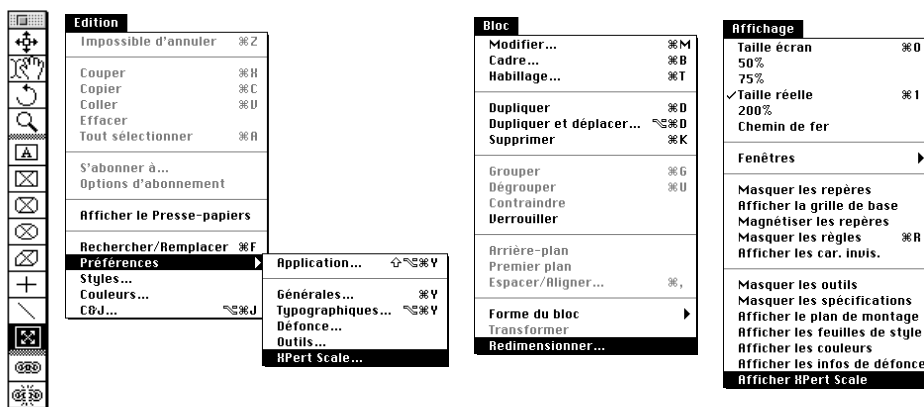 Edition
Impossible d'annuler ⌘Z
Couper ⌘X
Copier ⌘C
Coller ⌘V
Effacer
Tout sélectionner ⌘A
S'abonner à...
Options d'abonnement
Afficher le Presse-papiers
Rechercher/Remplacer ⌘F
Préférences
Styles...
Couleurs...
C&J... ⌥⌘J
Application... ⇧⌥⌘Y
Générales... ⌘Y
Typographiques... ⌥⌘Y
Défonce...
Outils...
XPert Scale...
Bloc
Modifier... ⌘M
Cadre... ⌘B
Habillage... ⌘T
Dupliquer ⌘D
Dupliquer et déplacer... ⌥⌘D
Supprimer ⌘K
Grouper ⌘G
Dégrouper ⌘U
Contraindre
Verrouiller
Arrière-plan
Premier plan
Espacer/Aligner... ⌘,
Forme du bloc
Transformer
Redimensionner...
Affichage
Taille écran ⌘0
50%
75%
✓Taille réelle ⌘1
200%
Chemin de fer
Fenêtres
Masquer les repères
Afficher la grille de base
Magnétiser les repères
Masquer les règles ⌘R
Afficher les car. invis.
Masquer les outils
Masquer les spécifications
Afficher le plan de montage
Afficher les feuilles de style
Afficher les couleurs
Afficher les infos de défonce
Afficher XPert Scale
A